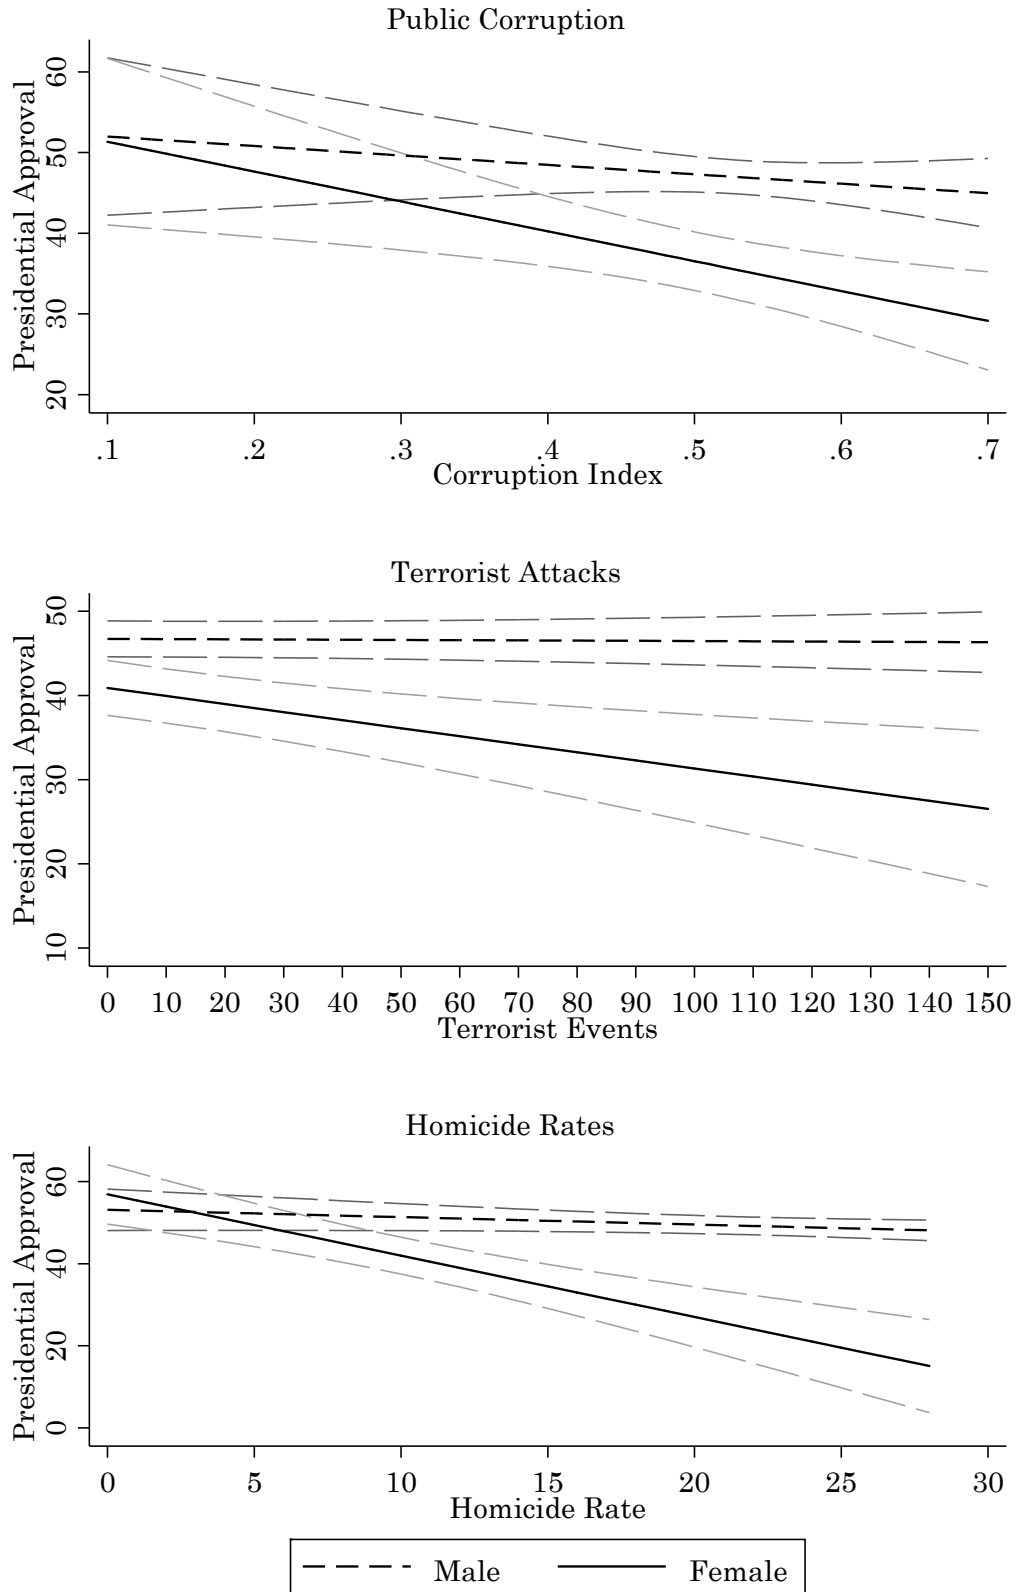 Public Corruption
Presidential Approval
60
50
40
30
20
.1 .2 .3 .4 .5 .6 .7
Corruption Index
Terrorist Attacks
Presidential Approval
50
40
30
20
10
0 10 20 30 40 50 60 70 80 90 100 110 120 130 140 150
Terrorist Events
Homicide Rates
Presidential Approval
60
40
20
0
0 5 10 15 20 25 30
Homicide Rate
Male Female